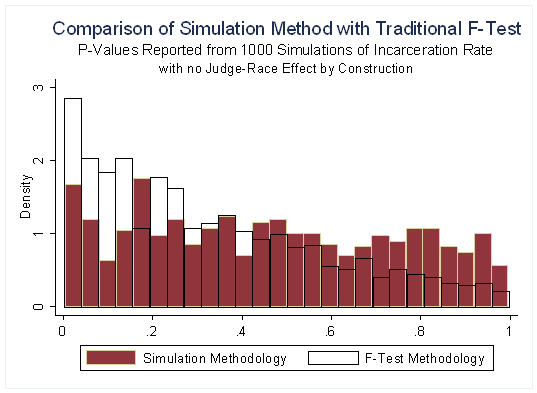 Comparison of Simulation Method with Traditional F-Test
P-Values Reported from 1000 Simulations of Incarceration Rate
with no Judge-Race Effect by Construction
Density
3
2
1
0
0 .2 .4 .6 .8 1
Simulation Methodology F-Test Methodology